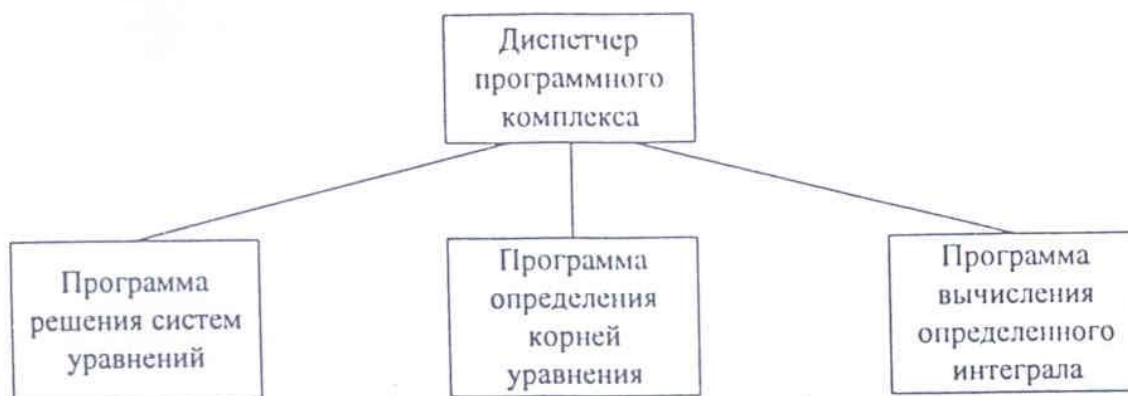 Диспетчер
программного
комплекса
Программа
решения систем
уравнений
Программа
определения
корней
уравнения
Программа
вычисления
определенного
интеграла